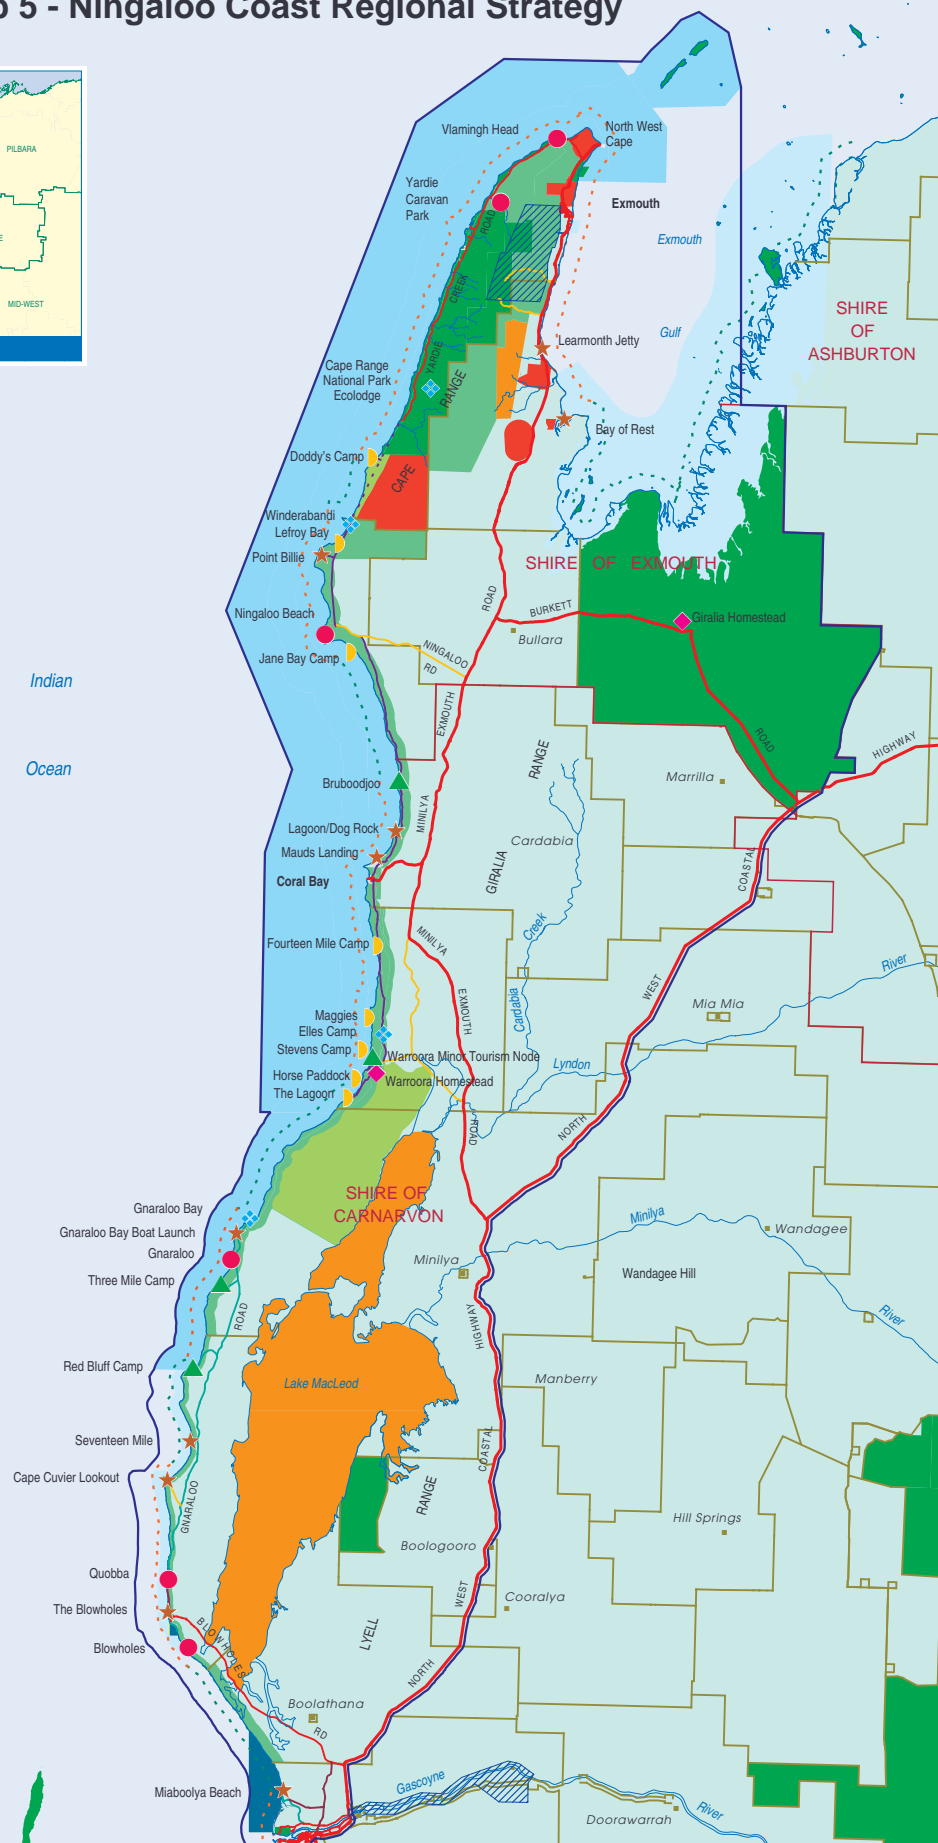 5 - Ningaloo Coast Regional Strategy
PILBARA
MID-WEST
Vlamingh Head
North West
Cape
Yardie
Caravan
Park
Exmouth
Exmouth
Gulf
ROAD
CREEK
YARDIE
RANGE
CAPE
SHIRE
OF
ASHBURTON
Learmonth Jetty
Cape Range
National Park
Ecolodge
Bay of Rest
Doddy's Camp
Winderabandi
Lefroy Bay
Point Billie
SHIRE OF EXMOUTH
Ningaloo Beach
Jane Bay Camp
ROAD
BURKETT
Bullara
Giralia Homestead
NINGALOO
RD
Indian
Ocean
EXMOUTH
MINILYA
RANGE
GIRALIA
ROAD
HIGHWAY
Marrilla
Bruboodjoo
Lagoon/Dog Rock
Mauds Landing
Coral Bay
Cardabia
COASTAL
Fourteen Mile Camp
MINILYA
EXMOUTH
Creek
Cardabia
River
WEST
Mia Mia
Maggies
Elles Camp
Stevens Camp
Warroora Minor Tourism Node
Horse Paddock
Warroora Homestead
The Lagoon
Lyndon
ROAD
NORTH
SHIRE OF
CARNARVON
Gnaraloo Bay
Gnaraloo Bay Boat Launch
Gnaraloo
Three Mile Camp
Minilya
Wandagee
Minilya
Wandagee Hill
River
ROAD
HIGHWAY
Red Bluff Camp
Lake MacLeod
Manberry
Seventeen Mile
Cape Cuvier Lookout
COASTAL
GNARALOO
RANGE
Hill Springs
Boologooro
Quobba
Cooralya
The Blowholes
WEST
Blowholes
BLOWHOLES
LYELL
NORTH
Boolathana
RD
Miaboolya Beach
Gascoyne
River
Doorawarrah